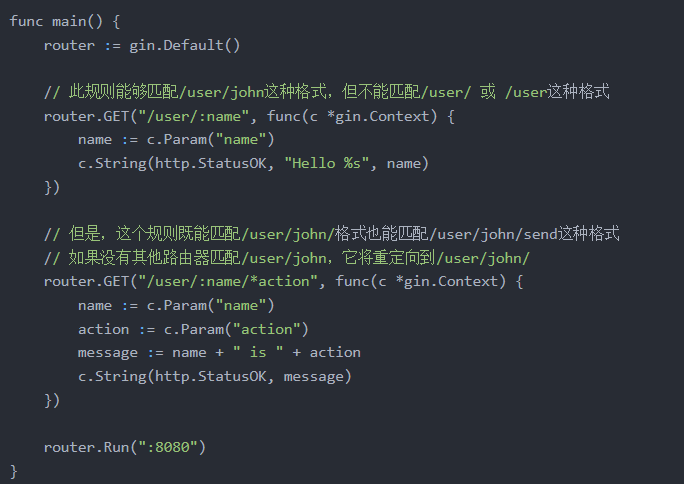 func main() {
    router := gin.Default()

    // 此规则能够匹配/user/john这种格式，但不能匹配/user/ 或 /user这种格式
    router.GET("/user/:name", func(c *gin.Context) {
        name := c.Param("name")
        c.String(http.StatusOK, "Hello %s", name)
    })

    // 但是，这个规则既能匹配/user/john/格式也能匹配/user/john/send这种格式
    // 如果没有其他路由器匹配/user/john，它将重定向到/user/john/
    router.GET("/user/:name/*action", func(c *gin.Context) {
        name := c.Param("name")
        action := c.Param("action")
        message := name + " is " + action
        c.String(http.StatusOK, message)
    })

    router.Run(":8080")
}